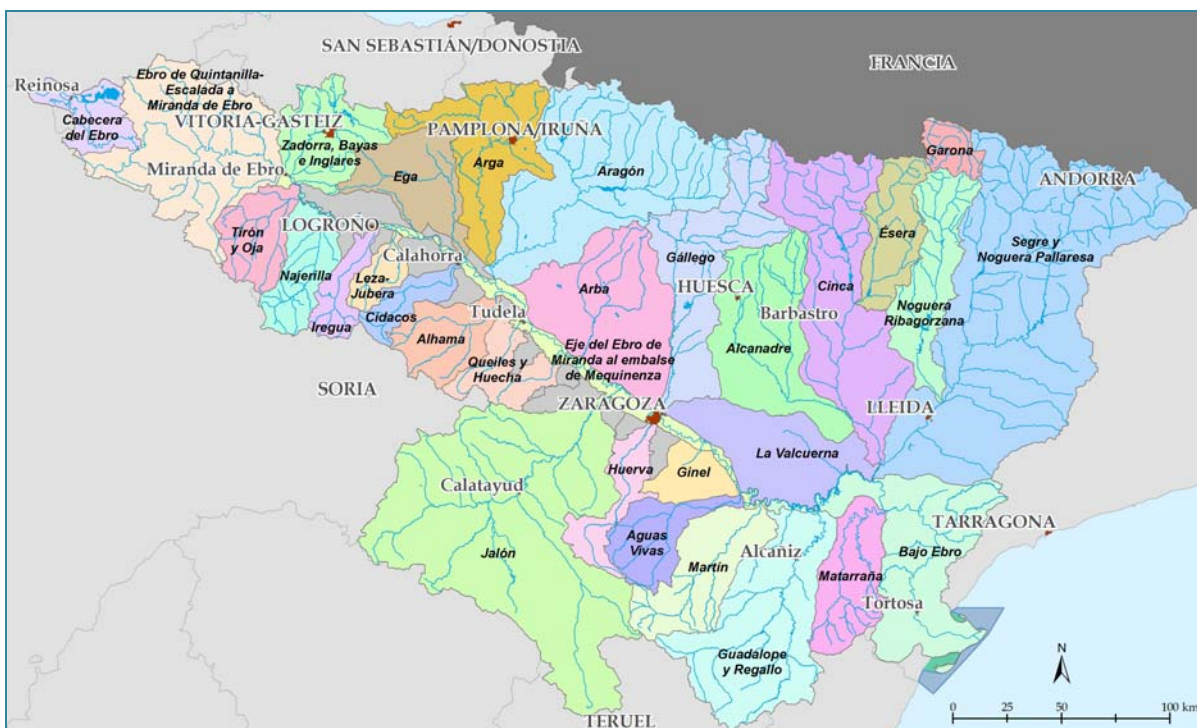 SAN SEBASTIÁN/DONOSTIA
FRANCIA
Reinosa
Ebro de Quintanilla-
Escalada a
Miranda de Ebro
Cabecera
del Ebro
VITORIA-GASTEIZ
PAMPLONA/IRUÑA
Zadorra, Bayas
e Inglares
Garona
Miranda de Ebro
Ega
Arga
Aragón
ANDORRA
Tirón
y Oja
LOGROÑO
Ésera
Segre y
Noguera Pallaresa
Najerilla
Leza-
Jubera
Calahorra
Gállego
Arba
HUESCA
Cinca
Noguera
Ribagorzana
Iregua
Cidacos
Tudela
Barbastro
Alhama
Eje del Ebro de
Miranda al embalse
de Mequinenza
Alcanadre
Queiles y
Huecha
SORIA
ZARAGOZA
LLEIDA
Huerva
Ginel
La Valcuerna
Calatayud
TARRAGONA
Aguas
Vivas
Alcañiz
Bajo Ebro
Jalón
Martín
Matarraña
Tortosa
Guadalope
y Regallo
N
TERUEL
0 25 50 100 km